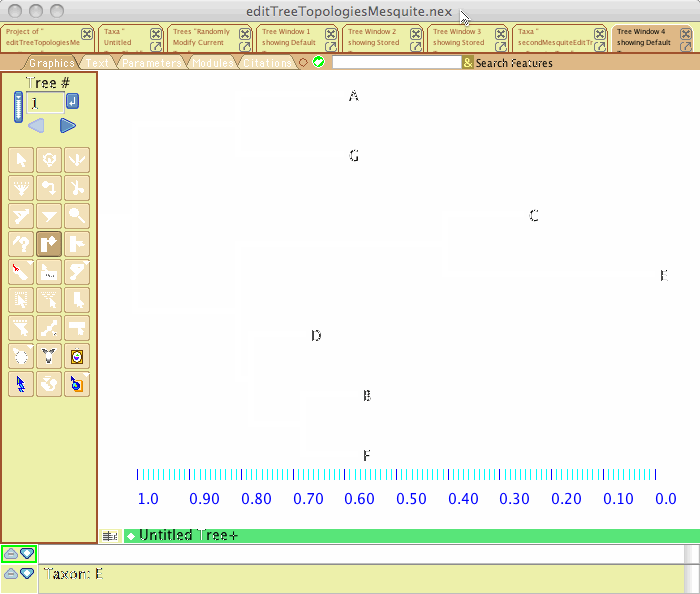 editTreeTopologiesMesquite.nex
Project of "
editTreeTopologiesMe
Taxa "
Untitled
Trees "Randomly
Modify Current
Tree Window 1
showing Default
Tree Window 2
showing Stored
Tree Window 3
showing Stored
Taxa "
secondMesquiteEditTr
Tree Window 4
showing Default
Graphics Text Parameters Modules Citations & Search Features
Tree #
1
A
G
C
E
D
B
F
1.0 0.90 0.80 0.70 0.60 0.50 0.40 0.30 0.20 0.10 0.0
Untitled Tree+
Taxon: E